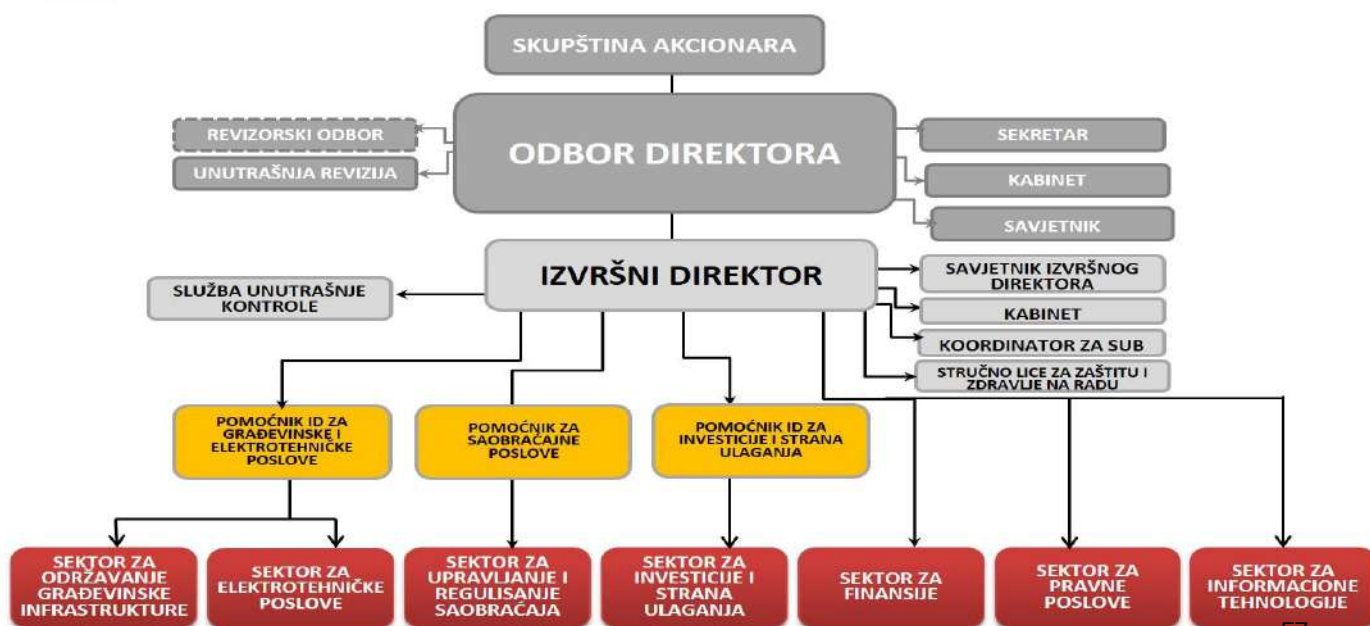 SKUPŠTINA AKCIONARA
REVIZORSKI ODBOR
UNUTRAŠNJA REVIZIJA
ODBOR DIREKTORA
SEKRETAR
KABINET
SAVJETNIK
IZVRŠNI DIREKTOR
SLUŽBA UNUTRAŠNJE
KONTROLE
SAVJETNIK IZVRŠNOG
DIREKTORA
KABINET
KOORDINATOR ZA SUB
STRUČNO LICE ZA ZAŠTITU I
ZDRAVLJE NA RADU
POMOĆNIK ID ZA
GRAĐEVINSKE I
ELEKTROTEHNIČKE
POSLOVE
POMOĆNIK ZA
SAOBRAĆAJNE
POSLOVE
POMOĆNIK ID ZA
INVESTICIJE I STRANA
ULAGANJA
SEKTOR ZA
ODRŽAVANJE
GRAĐEVINSKE
INFRASTRUKTURE
SEKTOR ZA
ELEKTROTEHNIČKE
POSLOVE
SEKTOR ZA
UPRAVLJANJE I
REGULISANJE
SAOBRAĆAJA
SEKTOR ZA
INVESTICIJE I
STRANA
ULAGANJA
SEKTOR ZA
FINANSIJE
SEKTOR ZA
PRAVNE
POSLOVE
SEKTOR ZA
INFORMACIONE
TEHNOLOGIJE